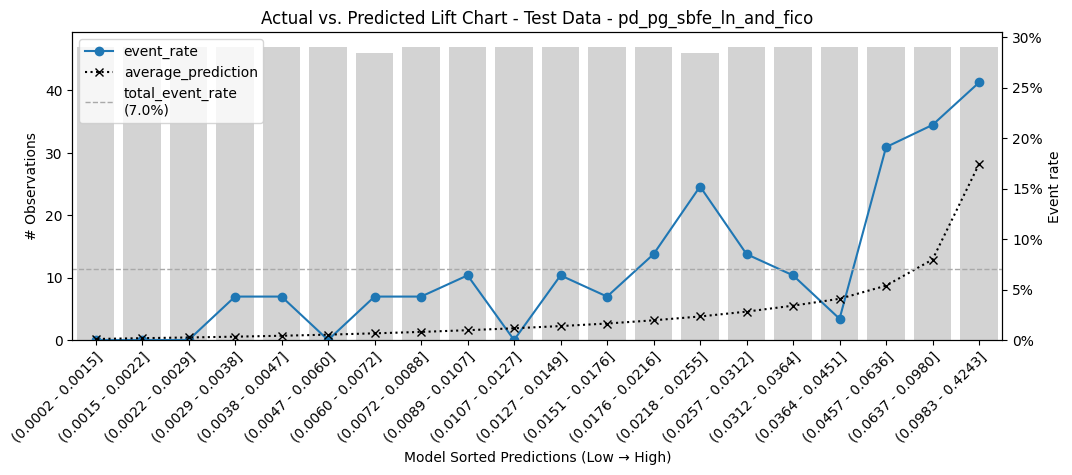 Actual vs. Predicted Lift Chart - Test Data - pd_pg_sbfe_ln_and_fico
event_rate
average_prediction
total_event_rate
(7.0%)
# Observations
40
30
20
10
0
30%
25%
20%
15%
10%
5%
0%
Event rate
(0.0002 - 0.0015]
(0.0015 - 0.0022]
(0.0022 - 0.0029]
(0.0029 - 0.0038]
(0.0038 - 0.0047]
(0.0047 - 0.0060]
(0.0060 - 0.0072]
(0.0072 - 0.0088]
(0.0089 - 0.0107]
(0.0107 - 0.0127]
(0.0127 - 0.0149]
(0.0151 - 0.0176]
(0.0176 - 0.0216]
(0.0218 - 0.0255]
(0.0257 - 0.0312]
(0.0312 - 0.0364]
(0.0364 - 0.0451]
(0.0457 - 0.0636]
(0.0637 - 0.0980]
(0.0983 - 0.4243]
Model Sorted Predictions (Low → High)